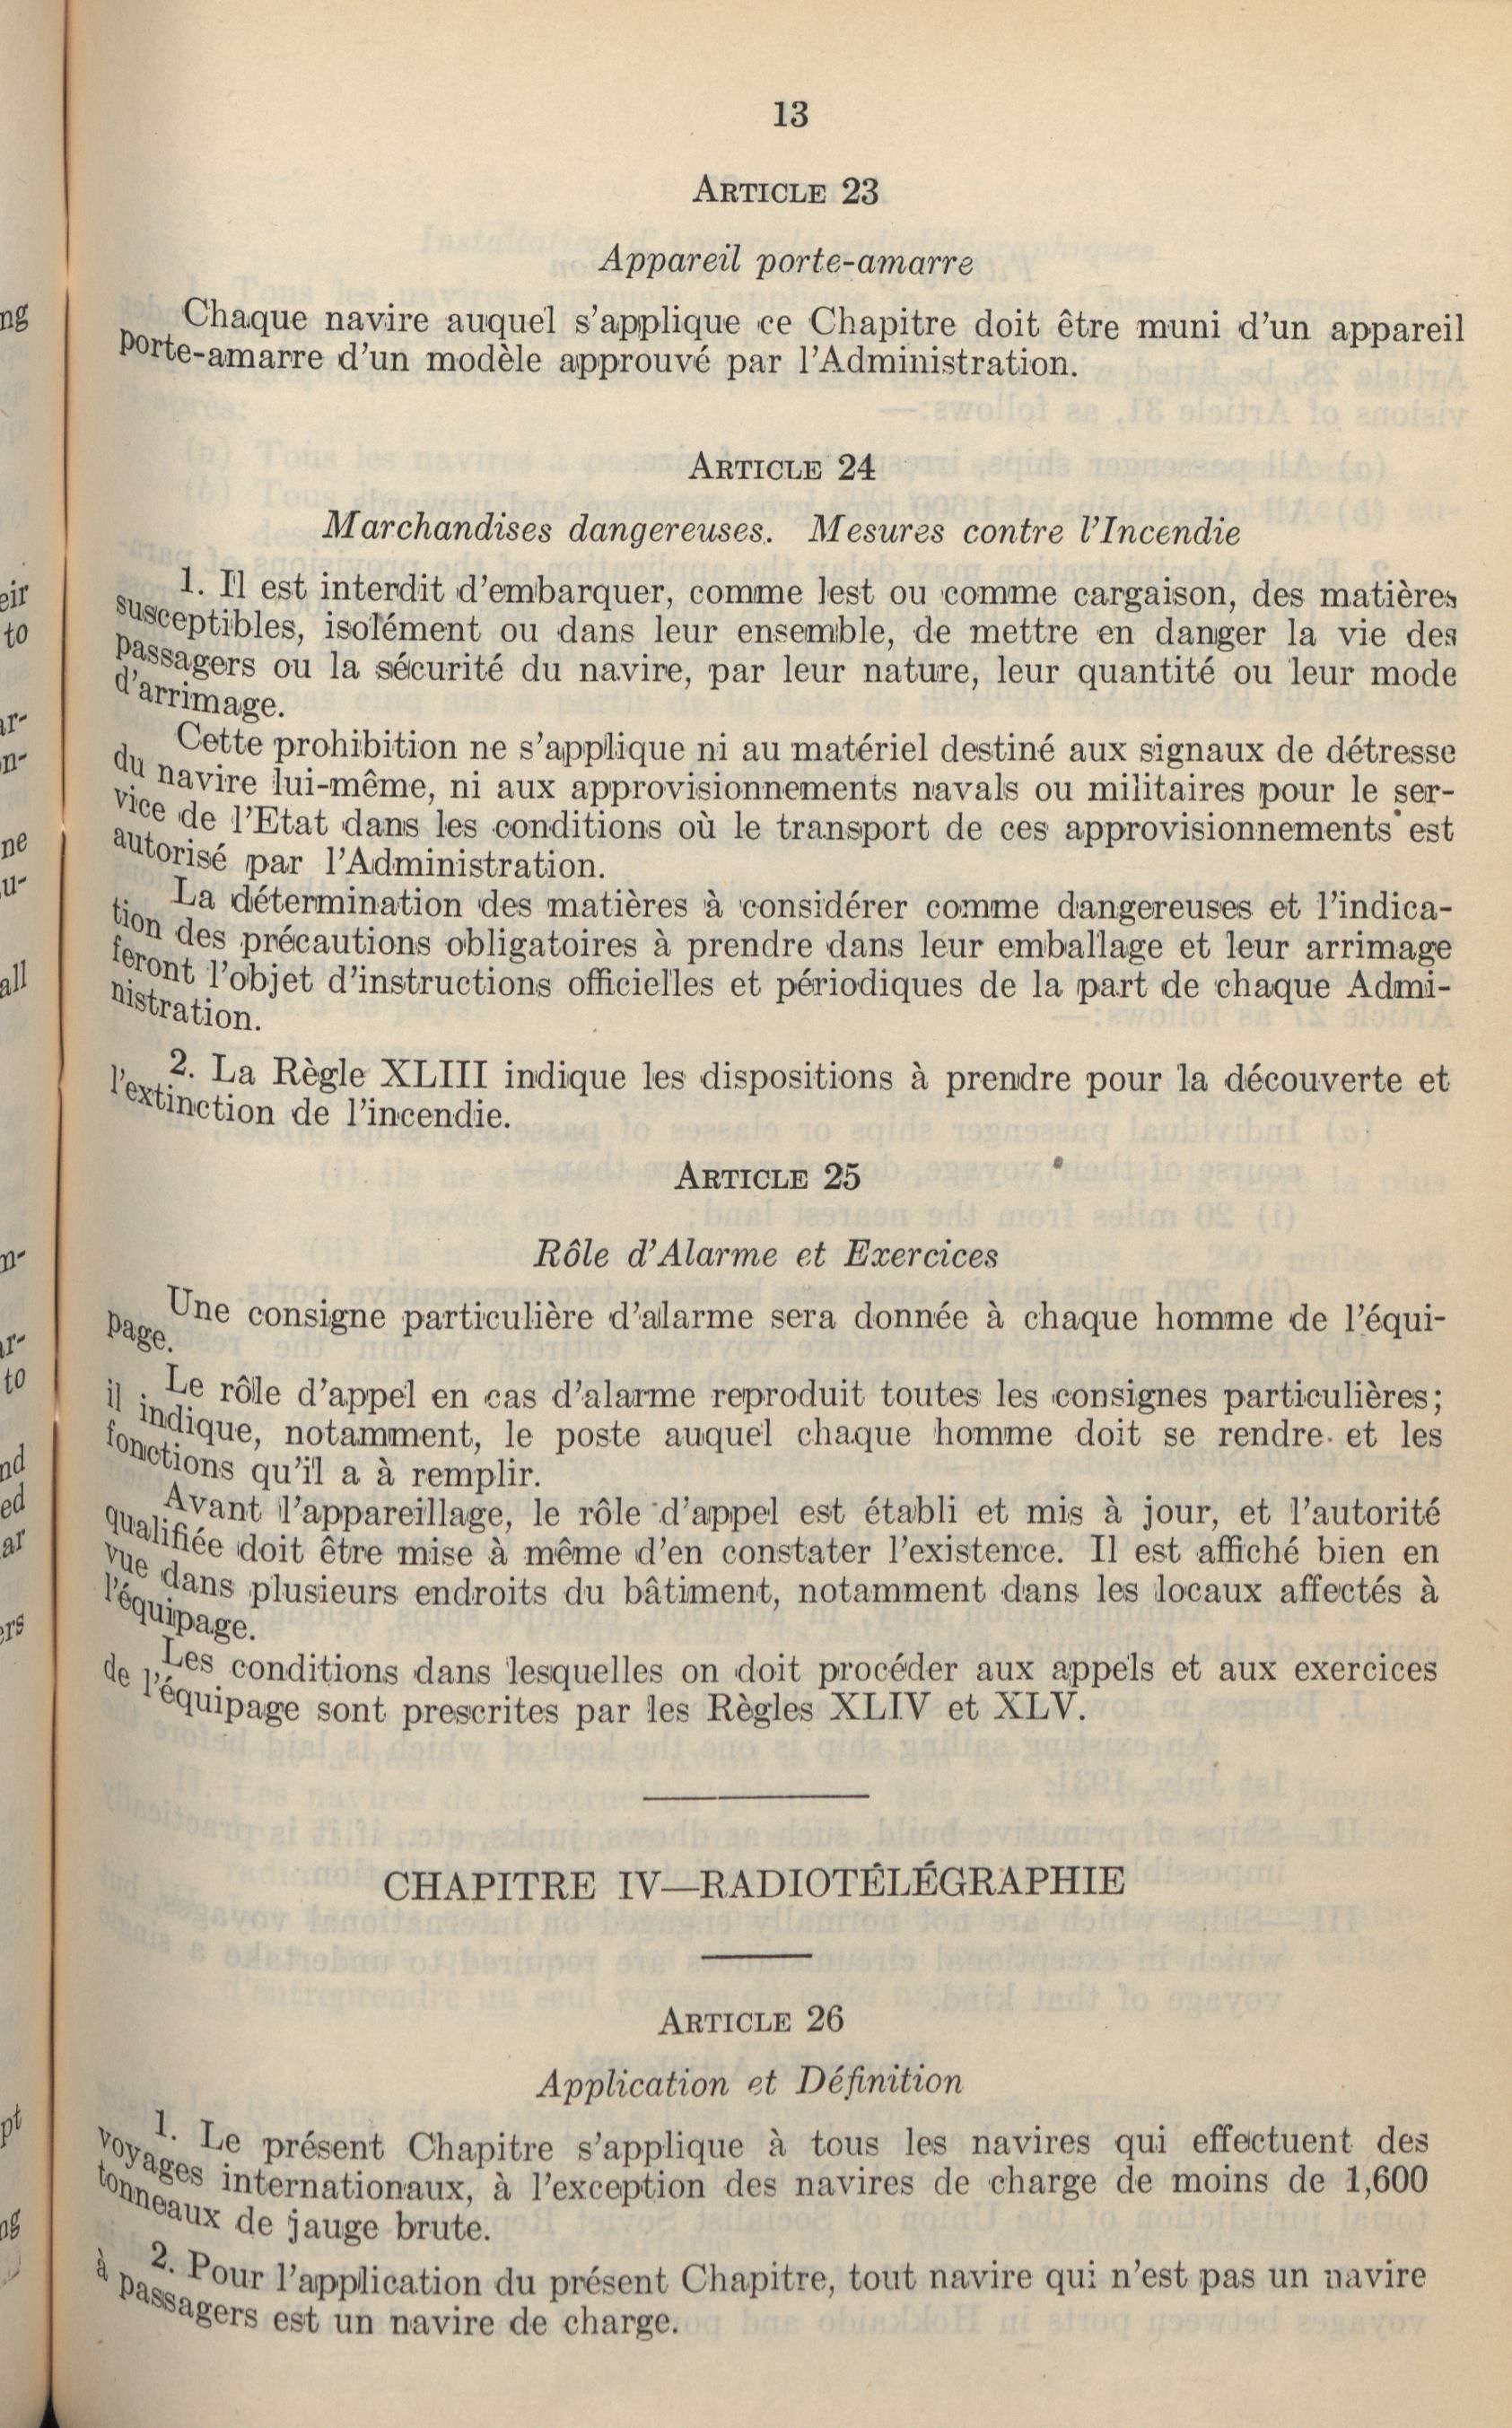 13
ARTICLE 23
Appareil porte-amarre
Chaque navire auquel s'applique ce Chapitre doit être muni d'un appareil
porte-amarre d'un modèle approuvé par l'Administration.
ARTICLE 24
Marchandises dangereuses. Mesures contre l'Incendie
1. Il est interdit d'embarquer, comme lest ou comme cargaison, des matières
susceptibles, isolément ou dans leur ensemble, de mettre en danger la vie des
passagers ou la sécurité du navire, par leur nature, leur quantité ou leur mode
d'arrimage.
Cette prohibition ne s'applique ni au matériel destiné aux signaux de détresse
du navire lui-même, ni aux approvisionnements navals ou militaires pour le ser-
vice de l'Etat dans les conditions où le transport de ces approvisionnements est
autorisé par l'Administration.
La détermination des matières à considérer comme dangereuses et l'indica-
tion des précautions obligatoires à prendre dans leur emballage et leur arrimage
feront l'objet d'instructions officielles et périodiques de la part de chaque Admi-
nistration.
2. La Règle XLIII indique les dispositions à prendre pour la découverte et
l'extinction de l'incendie.
ARTICLE 25
Rôle d'Alarme et Exercices
Une consigne particulière d'alarme sera donnée à chaque homme de l'équi-
page.
Le rôle d'appel en cas d'alarme reproduit toutes les consignes particulières;
il indique, notamment, le poste auquel chaque homme doit se rendre et les
fonctions qu'il a à remplir.
Avant l'appareillage, le rôle d'appel est établi et mis à jour, et l'autorité
qualifiée doit être mise à même d'en constater l'existence. Il est affiché bien en
vue dans plusieurs endroits du bâtiment, notamment dans les locaux affectés à
l'équipage.
Les conditions dans lesquelles on doit procéder aux appels et aux exercices
de l'équipage sont prescrites par les Règles XLIV et XLV.
CHAPITRE IV—RADIOTÉLÉGRAPHIE
ARTICLE 26
Application et Définition
1. Le présent Chapitre s'applique à tous les navires qui effectuent des
voyages internationaux, à l'exception des navires de charge de moins de 1,600
tonneaux de jauge brute.
2. Pour l'application du présent Chapitre, tout navire qui n'est pas un navire
à passagers est un navire de charge.